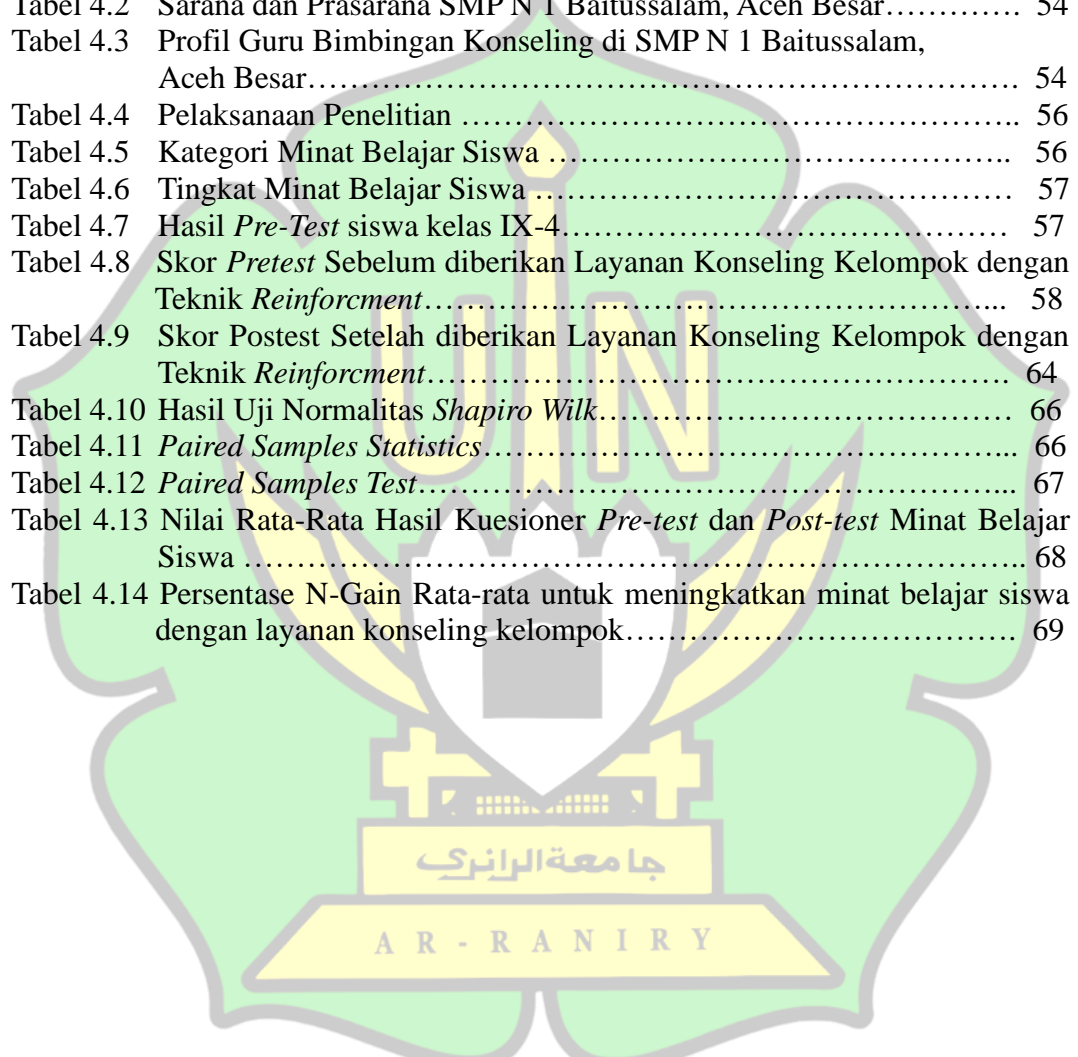 Tabel 4.2 Sarana dan Prasarana SMP N 1 Baitussalam, Aceh Besar…………. 54
Tabel 4.3 Profil Guru Bimbingan Konseling di SMP N 1 Baitussalam,
Aceh Besar……………………………………………………………. 54
Tabel 4.4 Pelaksanaan Penelitian ……………………………………………….. 56
Tabel 4.5 Kategori Minat Belajar Siswa ……………………………………….. 56
Tabel 4.6 Tingkat Minat Belajar Siswa ………………………………………… 57
Tabel 4.7 Hasil Pre-Test siswa kelas IX-4……………………………………… 57
Tabel 4.8 Skor Pretest Sebelum diberikan Layanan Konseling Kelompok dengan
Teknik Reinforcment……………………………………………….. 58
Tabel 4.9 Skor Postest Setelah diberikan Layanan Konseling Kelompok dengan
Teknik Reinforcment…………………………………………………. 64
Tabel 4.10 Hasil Uji Normalitas Shapiro Wilk…………………………………… 66
Tabel 4.11 Paired Samples Statistics……………………………………………... 66
Tabel 4.12 Paired Samples Test…………………………………………………... 67
Tabel 4.13 Nilai Rata-Rata Hasil Kuesioner Pre-test dan Post-test Minat Belajar
Siswa …………………………………………………………………….. 68
Tabel 4.14 Persentase N-Gain Rata-rata untuk meningkatkan minat belajar siswa
dengan layanan konseling kelompok………………………………. 69
UIN
جامعةالرانري
AR-RANIRY